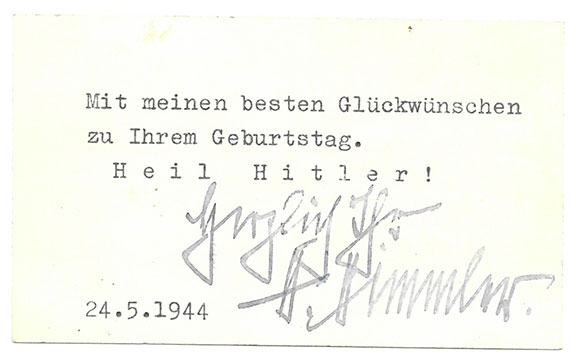 Mit meinen besten Glückwünschen
zu Ihrem Geburtstag.
Heil Hitler!
Herzlich Ihr
H. Himmler.
24.5.1944